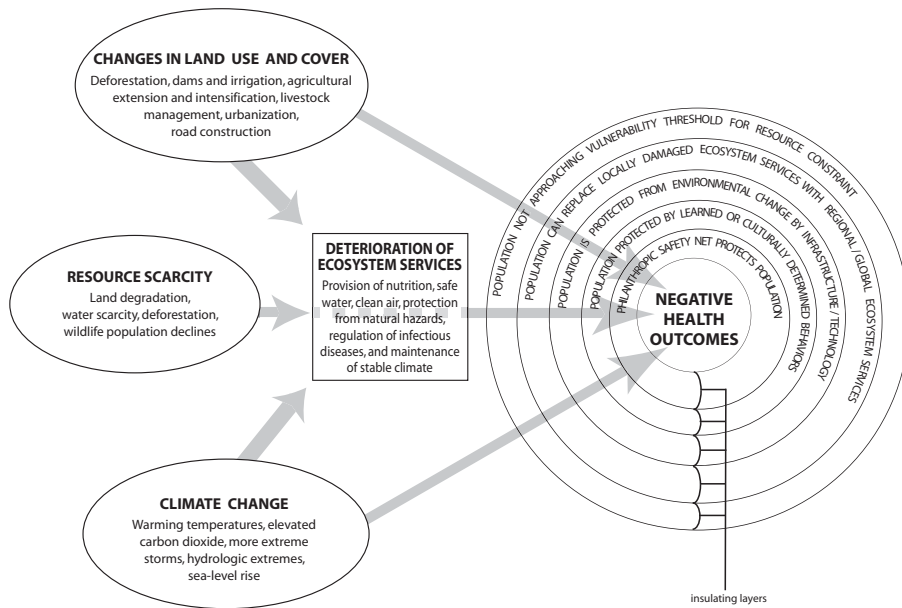 CHANGES IN LAND USE AND COVER
Deforestation, dams and irrigation, agricultural
extension and intensification, livestock
management, urbanization,
road construction
RESOURCE SCARCITY
Land degradation,
water scarcity, deforestation,
wildlife population declines
CLIMATE CHANGE
Warming temperatures, elevated
carbon dioxide, more extreme
storms, hydrologic extremes,
sea-level rise
DETERIORATION OF
ECOSYSTEM SERVICES
Provision of nutrition, safe
water, clean air, protection
from natural hazards,
regulation of infectious
diseases, and maintenance
of stable climate
POPULATION NOT APPROACHING VULNERABILITY THRESHOLD FOR RESOURCE CONSTRAINT
POPULATION CAN REPLACE LOCALLY DAMAGED ECOSYSTEM SERVICES WITH REGIONAL/GLOBAL ECOSYSTEM SERVICES
POPULATION IS PROTECTED FROM ENVIRONMENTAL CHANGE BY INFRASTRUCTURE/TECHNOLOGY
POPULATION PROTECTED BY LEARNED OR CULTURALLY DETERMINED BEHAVIORS
PHILANTHROPIC SAFETY NET PROTECTS POPULATION
NEGATIVE
HEALTH
OUTCOMES
insulating layers